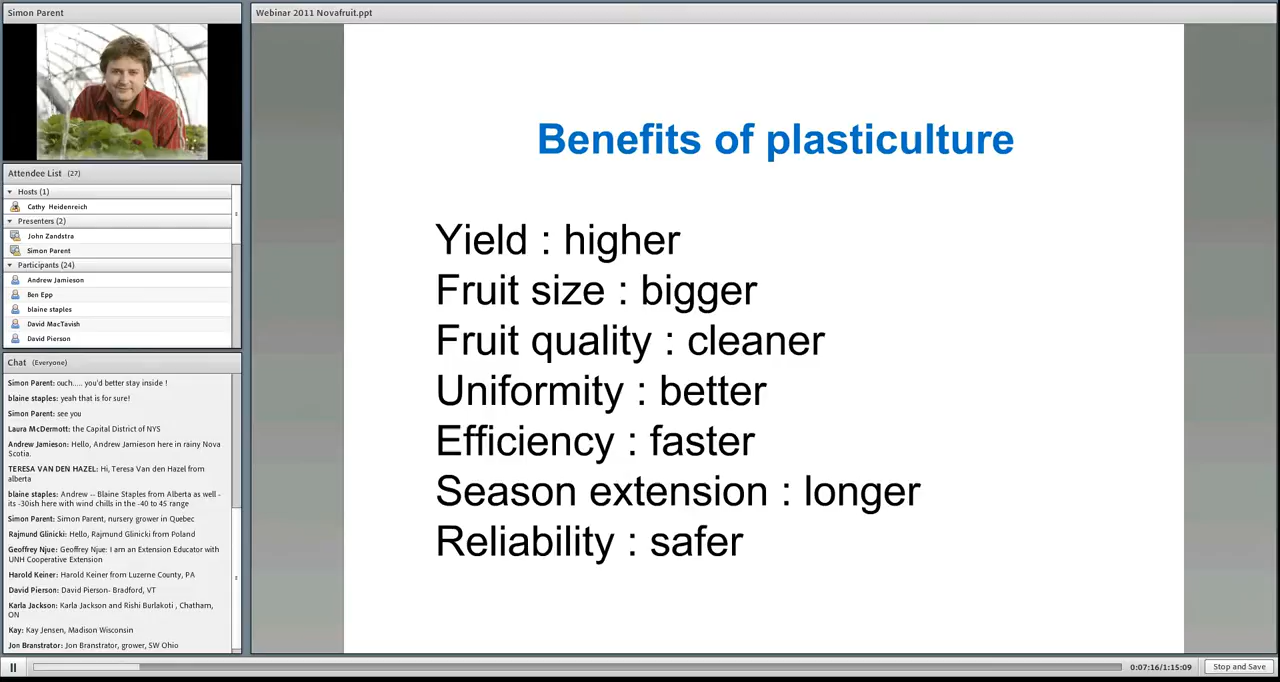 Simon Parent
Webinar 2011 Novafruit.ppt
Attendee List (27)
Hosts (1)
Cathy Heidenreich
Presenters (2)
John Zandstra
Simon Parent
Participants (24)
Andrew Jamieson
Ben Epp
blaine staples
David MacTavish
David Pierson
Chat (Everyone)
Simon Parent: ouch..... you'd better stay inside !
blaine staples: yeah that is for sure!
Simon Parent: see you
Laura McDermott: the Capital District of NYS
Andrew Jamieson: Hello, Andrew Jamieson here in rainy Nova
Scotia.
TERESA VAN DEN HAZEL: Hi, Teresa Van den Hazel from
alberta
blaine staples: Andrew -- Blaine Staples from Alberta as well -
its -30ish here with wind chills in the -40 to 45 range
Simon Parent: Simon Parent, nursery grower in Quebec
Rajmund Glinicki: Hello, Rajmund Glinicki from Poland
Geoffrey Njue: Geoffrey Njue: I am an Extension Educator with
UNH Cooperative Extension
Harold Keiner: Harold Keiner from Luzerne County, PA
David Pierson: David Pierson- Bradford, VT
Karla Jackson: Karla Jackson and Rishi Burlakoti , Chatham,
ON
Kay: Kay Jensen, Madison Wisconsin
Jon Branstrator: Jon Branstrator, grower, SW Ohio
Benefits of plasticulture
Yield : higher
Fruit size : bigger
Fruit quality : cleaner
Uniformity : better
Efficiency : faster
Season extension : longer
Reliability : safer
0:07:16/1:15:09
Stop and Save